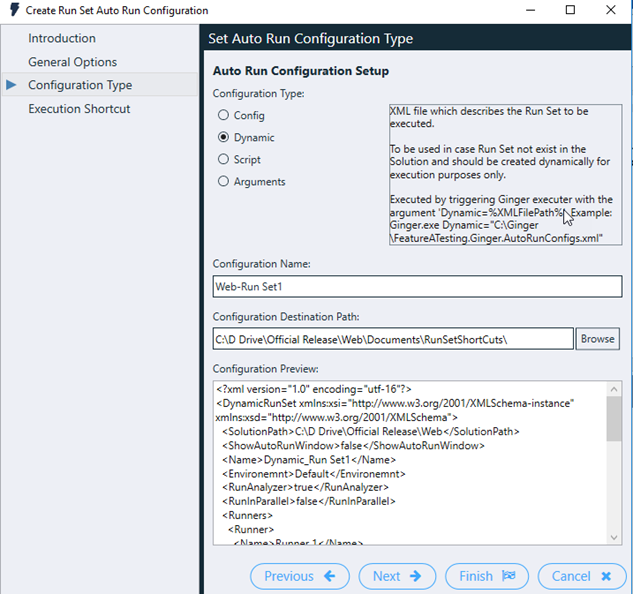 Create Run Set Auto Run Configuration
Introduction
General Options
Configuration Type
Execution Shortcut
Set Auto Run Configuration Type
Auto Run Configuration Setup
Configuration Type:
Config
Dynamic
Script
Arguments
XML file which describes the Run Set to be
executed.
To be used in case Run Set not exist in the
Solution and should be created dynamically for
execution purposes only.
Executed by triggering Ginger executer with the
argument 'Dynamic=%XMLFilePath% Example:
Ginger.exe Dynamic="C:\Ginger
\FeatureATesting.Ginger.AutoRunConfigs.xml"
Configuration Name:
Web-Run Set1
Configuration Destination Path:
C:\D Drive\Official Release\Web\Documents\RunSetShortCuts\
Browse
Configuration Preview:
<?xml version="1.0" encoding="utf-16"?>
<DynamicRunSet xmlns:xsi="http://www.w3.org/2001/XMLSchema-instance"
xmlns:xsd="http://www.w3.org/2001/XMLSchema">
<SolutionPath>C:\D Drive\Official Release\Web</SolutionPath>
<ShowAutoRunWindow>false</ShowAutoRunWindow>
<Name>Dynamic_Run Set1</Name>
<Environemnt>Default</Environemnt>
<RunAnalyzer>true</RunAnalyzer>
<RunInParallel>false</RunInParallel>
<Runners>
<Runner>
<Name>Runner 1</Name>
Previous
Next
Finish
Cancel